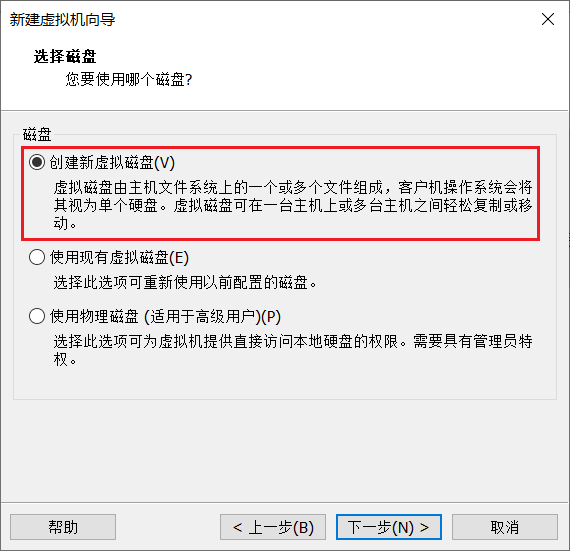 新建虚拟机向导
选择磁盘
您要使用哪个磁盘?
磁盘
创建新虚拟磁盘(V)
虚拟磁盘由主机文件系统上的一个或多个文件组成，客户机操作系统会将
其视为单个硬盘。虚拟磁盘可在一台主机上或多台主机之间轻松复制或移
动。
使用现有虚拟磁盘(E)
选择此选项可重新使用以前配置的磁盘。
使用物理磁盘 (适用于高级用户)(P)
选择此选项可为虚拟机提供直接访问本地硬盘的权限。需要具有管理员特
权。
帮助 < 上一步(B) 下一步(N) > 取消